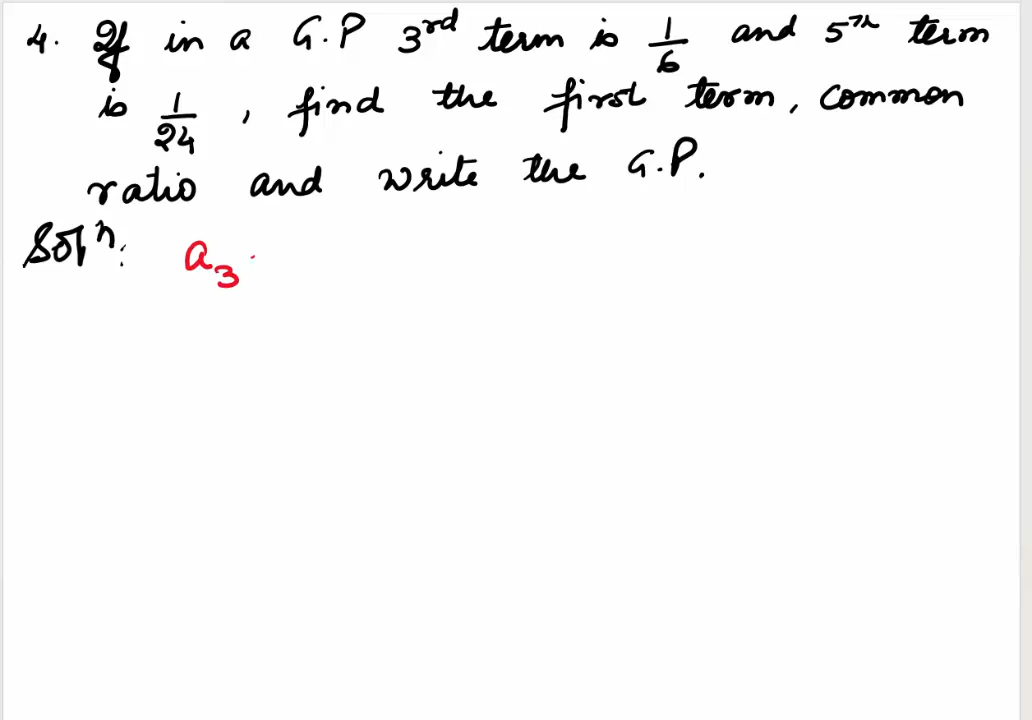 4. If in a G.P 3rd term is 1/6 and 5th term
is 1/24, find the first term, common
ratio and write the G.P.
Solⁿ: a₃